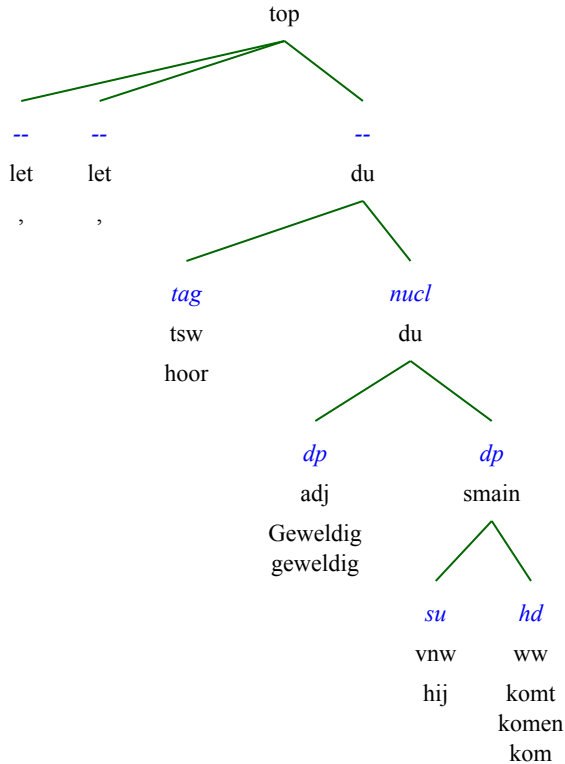 top
-- -- --
let let du
, ,
tag nucl
tsw du
hoor
dp dp
adj smain
Geweldig
geweldig
su hd
vnw ww
hij komt
komen
kom